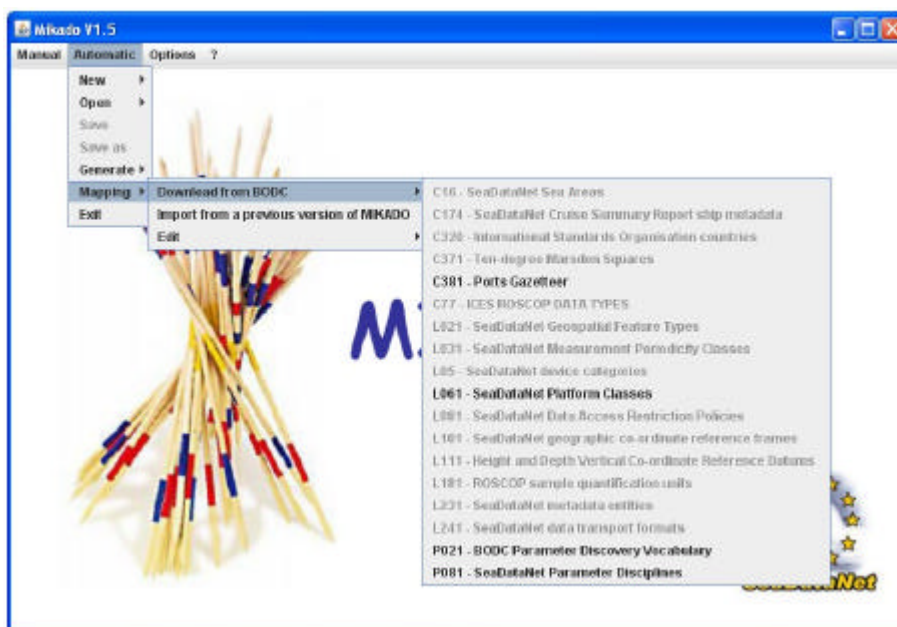 Mikado V1.5
Manual Automatic Options ?
New
Open
Save
Save as
Generate
Mapping
Exit
Download from BODC
Import from a previous version of MIKADO
Edit
C16 - SeaDataNet Sea Areas
C174 - SeaDataNet Cruise Summary Report ship metadata
C320 - International Standards Organisation countries
C371 - Ten-degree Marsden Squares
C381 - Ports Gazetteer
C77 - ICES ROSCOP DATA TYPES
L021 - SeaDataNet Geospatial Feature Types
L031 - SeaDataNet Measurement Periodicity Classes
L05 - SeaDataNet device categories
L061 - SeaDataNet Platform Classes
L081 - SeaDataNet Data Access Restriction Policies
L101 - SeaDataNet geographic co-ordinate reference frames
L111 - Height and Depth Vertical Co-ordinate Reference Datums
L181 - ROSCOP sample quantification units
L231 - SeaDataNet metadata entities
L241 - SeaDataNet data transport formats
P021 - BODC Parameter Discovery Vocabulary
P081 - SeaDataNet Parameter Disciplines
SeaDataNet